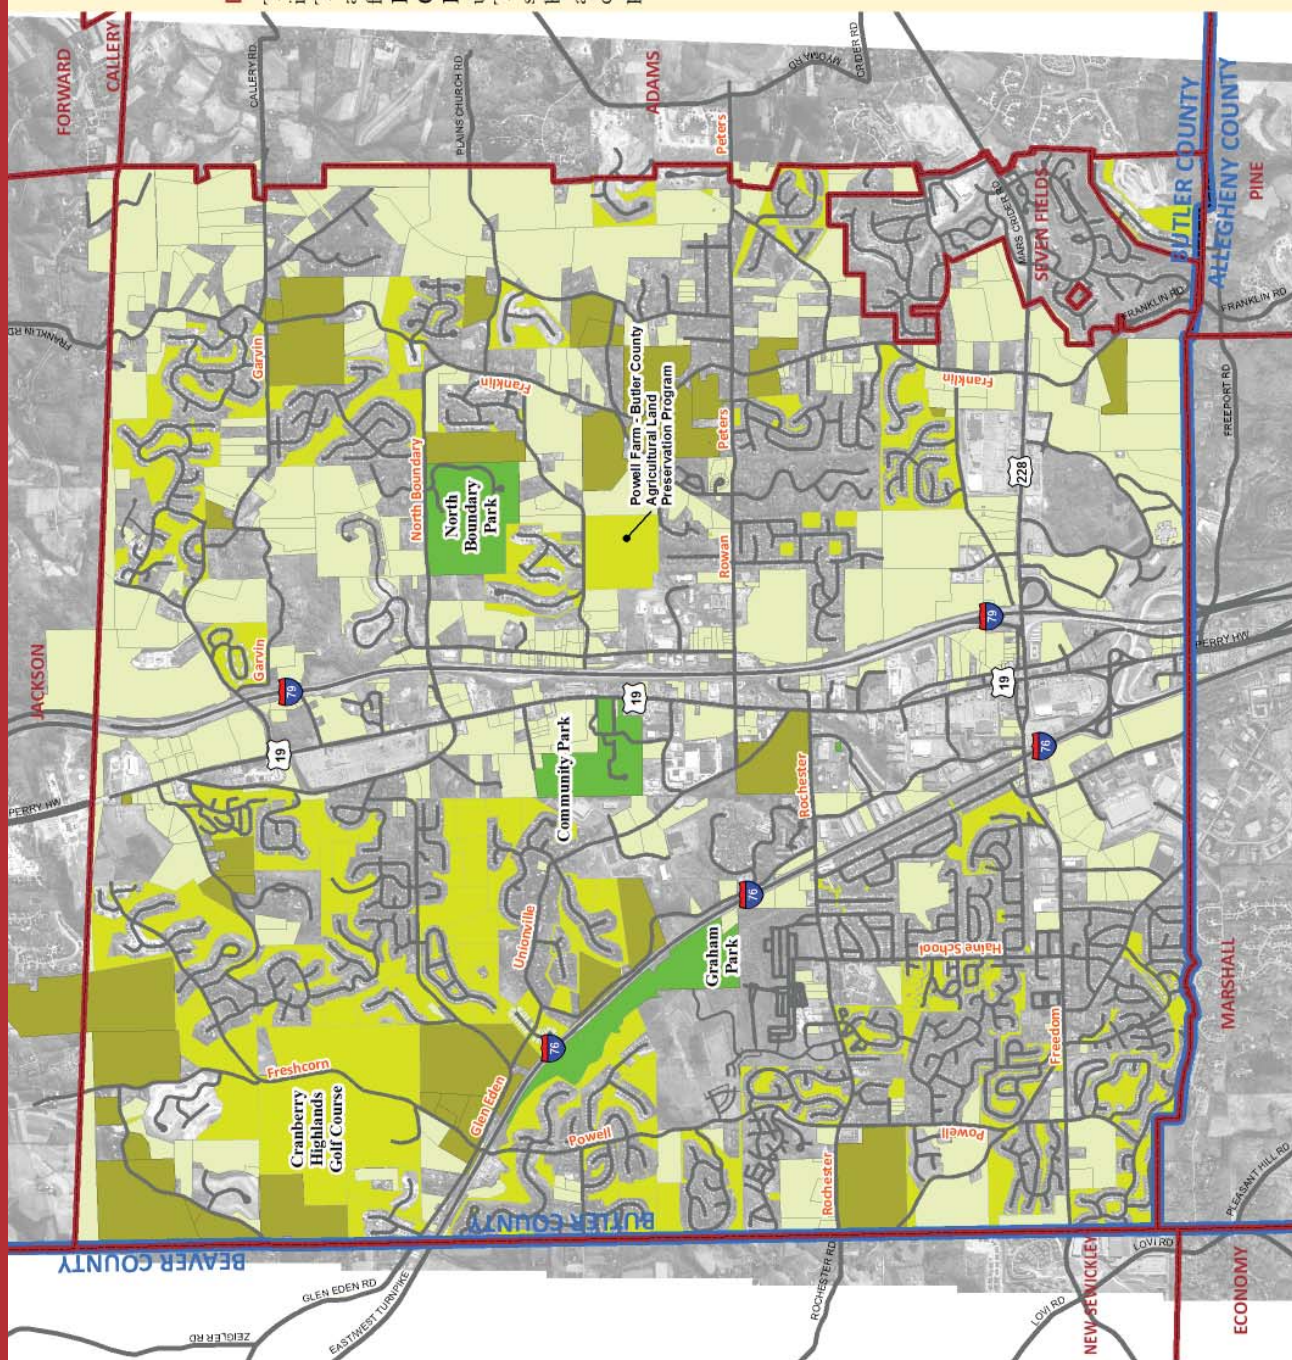 FORWARD
CALLERY
CALLERY RD
PLAINS CHURCH RD
ADAMS
MYOMA RD
CRIDER RD
BUTLER COUNTY
ALLEGHENY COUNTY
PINE
FRANKLIN RD
Garvin
Franklin
Peters
MARS CRIDER RD
SEVEN FIELDS
FRANKLIN RD
FRANKLIN RD
North Boundary
North
Boundary
Park
Powell Farm - Butler County
Agricultural Land
Preservation Program
Peters
Franklin
228
FREEPORT RD
Rowan
JACKSON
Garvin
79
79
19
19
19
PERRY HW
PERRY HW
Community Park
Rochester
76
76
76
Unionville
Graham
Park
Haine School
MARSHALL
Freshcorn
Cranberry
Highlands
Golf Course
Glen Eden
Powell
Freedom
Powell
Rochester
BUTLER COUNTY
BEAVER COUNTY
GLEN EDEN RD
ZEIGLER RD
EAST/WEST TURNPIKE
ROCHESTER RD
LOVI RD
LOVI RD
NEW SEWICKLEY
PLEASANT HILL RD
ECONOMY